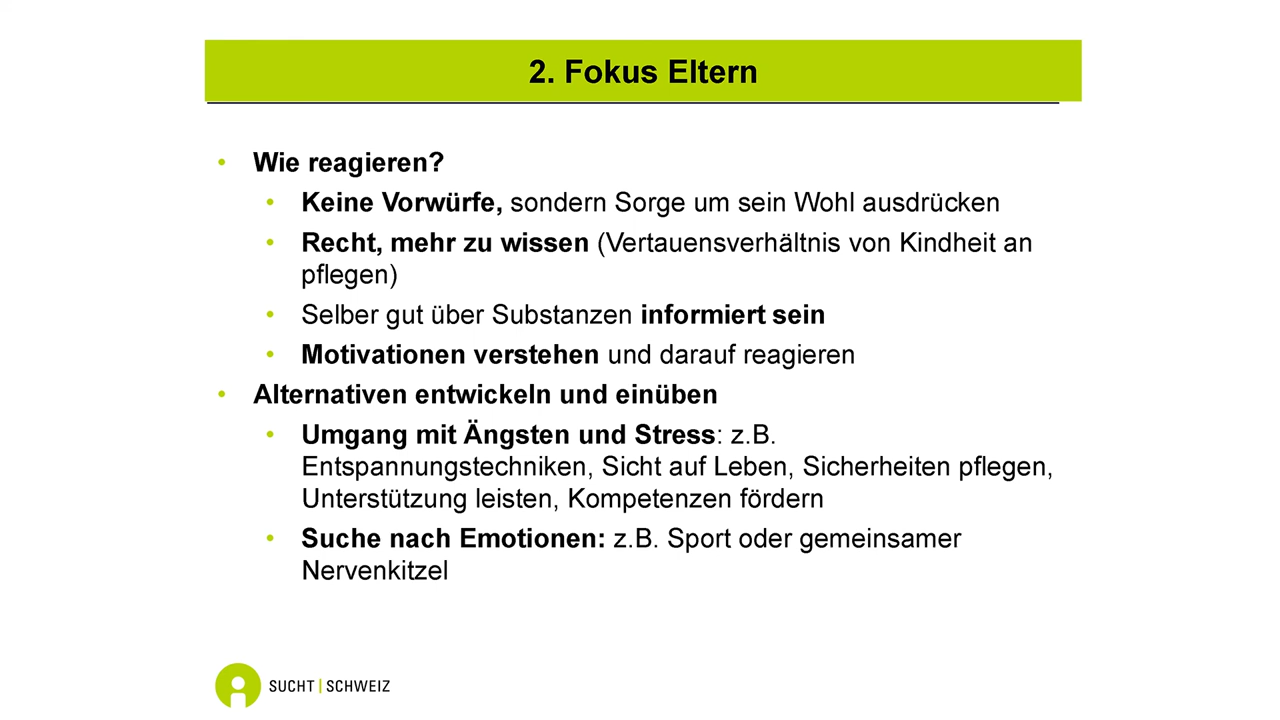 2. Fokus Eltern
• Wie reagieren?
• Keine Vorwürfe, sondern Sorge um sein Wohl ausdrücken
• Recht, mehr zu wissen (Vertauensverhältnis von Kindheit an
pflegen)
• Selber gut über Substanzen informiert sein
• Motivationen verstehen und darauf reagieren
• Alternativen entwickeln und einüben
• Umgang mit Ängsten und Stress: z.B.
Entspannungstechniken, Sicht auf Leben, Sicherheiten pflegen,
Unterstützung leisten, Kompetenzen fördern
• Suche nach Emotionen: z.B. Sport oder gemeinsamer
Nervenkitzel
SUCHT | SCHWEIZ